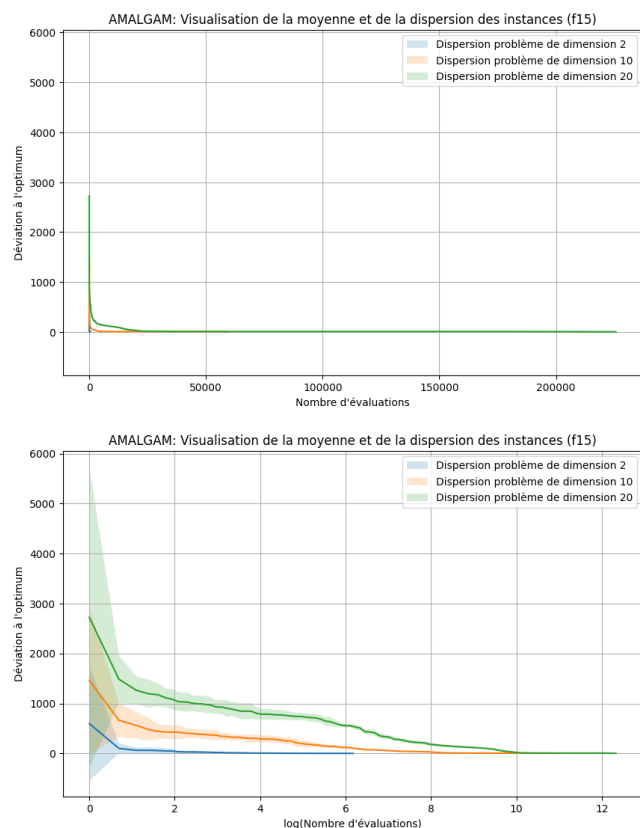 AMALGAM: Visualisation de la moyenne et de la dispersion des instances (f15)
6000
5000
4000
3000
2000
1000
0
Déviation à l'optimum
Dispersion problème de dimension 2
Dispersion problème de dimension 10
Dispersion problème de dimension 20
0 50000 100000 150000 200000
Nombre d'évaluations
AMALGAM: Visualisation de la moyenne et de la dispersion des instances (f15)
6000
5000
4000
3000
2000
1000
0
Déviation à l'optimum
Dispersion problème de dimension 2
Dispersion problème de dimension 10
Dispersion problème de dimension 20
0 2 4 6 8 10 12
log(Nombre d'évaluations)